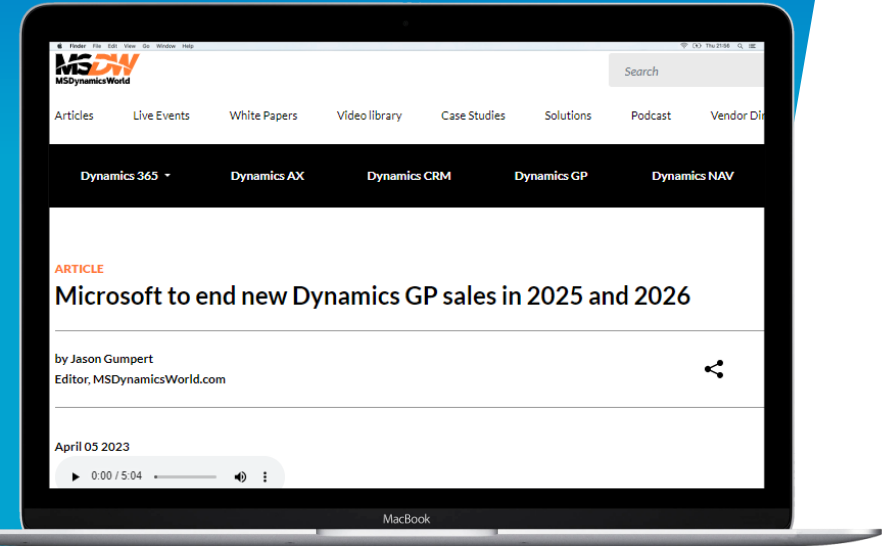 Finder File Edit View Go Window Help
Thu 21:56
MSDW
MSDynamicsWorld
Search
Articles Live Events White Papers Video library Case Studies Solutions Podcast Vendor Dir
Dynamics 365 Dynamics AX Dynamics CRM Dynamics GP Dynamics NAV
ARTICLE
Microsoft to end new Dynamics GP sales in 2025 and 2026
by Jason Gumpert
Editor, MSDynamicsWorld.com
April 05 2023
0:00 / 5:04
MacBook